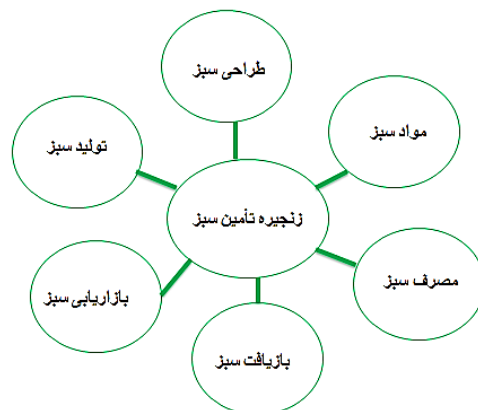 طراحی سبز
مواد سبز
تولید سبز
زنجیره تأمین سبز
مصرف سبز
بازاریابی سبز
بازیافت سبز